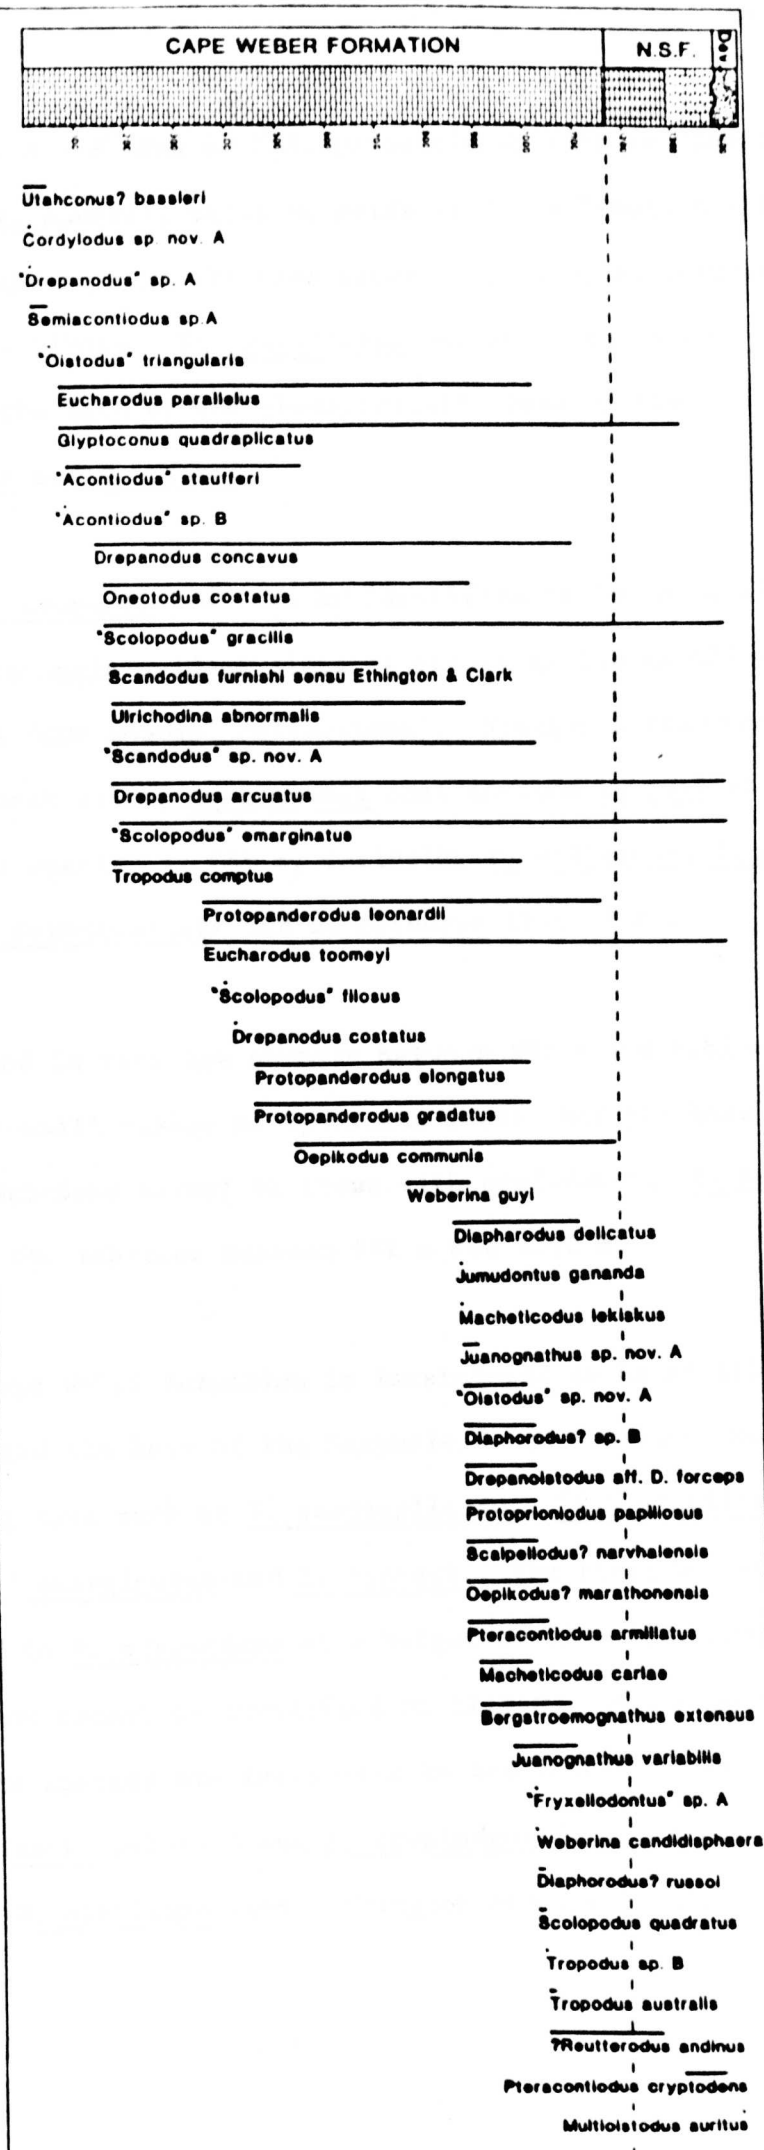 CAPE WEBER FORMATION N.S.F. Dev
Utahconus? bassleri
Cordylodus sp. nov. A
"Drepanodus" sp. A
Semiacontiodus sp.A
"Oistodus" triangularis
Eucharodus parallelus
Glyptoconus quadraplicatus
"Acontiodus" staufferi
"Acontiodus" sp. B
Drepanodus concavus
Oneotodus costatus
"Scolopodus" gracilis
Scandodus furnishi sensu Ethington & Clark
Ulrichodina abnormalis
"Scandodus" sp. nov. A
Drepanodus arcuatus
"Scolopodus" emarginatus
Tropodus comptus
Protopanderodus leonardii
Eucharodus toomeyi
"Scolopodus" filosus
Drepanodus costatus
Protopanderodus elongatus
Protopanderodus gradatus
Oepikodus communis
Weberina guyi
Diapharodus delicatus
Jumudontus gananda
Macheticodus lekiskus
Juanognathus sp. nov. A
"Oistodus" sp. nov. A
Diaphorodus? sp. B
Drepanoistodus aff. D. forceps
Protoprioniodus papillosus
Scalpellodus? narvhalensis
Oepikodus? marathonensis
Pteracontiodus armillatus
Macheticodus carlae
Bergstroemognathus extensus
Juanognathus variabilis
"Fryxellodontus" sp. A
Weberina candidisphaera
Diaphorodus? russoi
Scolopodus quadratus
Tropodus sp. B
Tropodus australis
?Reutterodus andinus
Pteracontiodus cryptodens
Multioistodus auritus